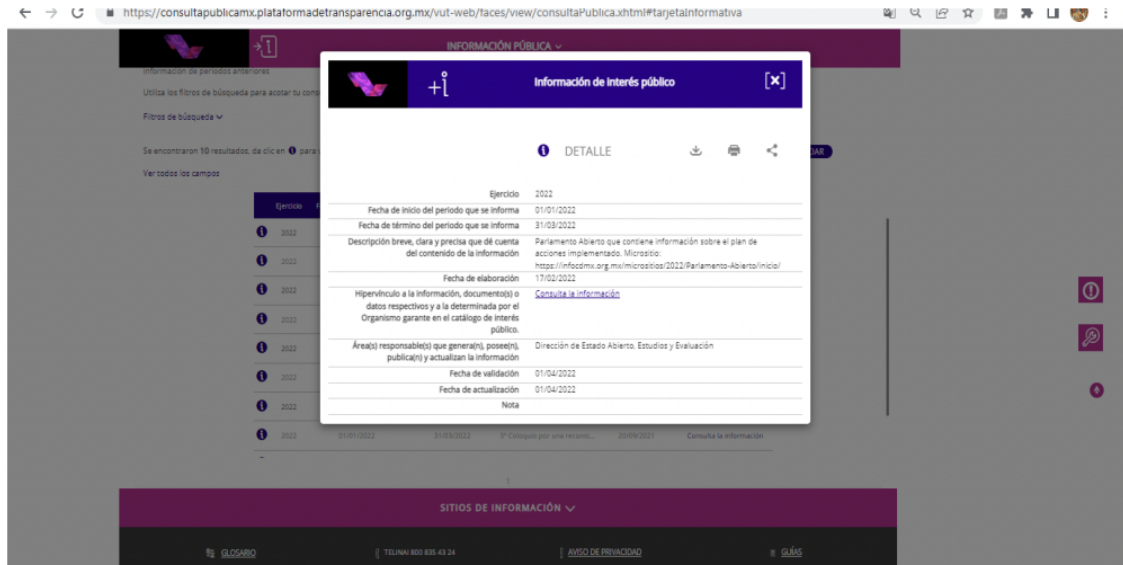 https://consultapublicamx.plataformadetransparencia.org.mx/vut-web/faces/view/consultaPublica.xhtml#tarjetaInformativa
INFORMACIÓN PÚBLICA
información de periodos anteriores
Utiliza los filtros de búsqueda para acotar tu cons
Filtros de búsqueda
Se encontraron 10 resultados, da clic en para
Ver todos los campos
Ejercicio
2022
2022
2022
2022
2022
2022
2022
2022 01/01/2022 31/03/2022 3º Coloquio por una reconst... 20/09/2021 Consulta la información
Información de interés público
DETALLE
Ejercicio 2022
Fecha de inicio del periodo que se informa 01/01/2022
Fecha de término del periodo que se informa 31/03/2022
Descripción breve, clara y precisa que dé cuenta Parlamento Abierto que contiene información sobre el plan de
del contenido de la información acciones implementado. Micrositio:
https://infocdmx.org.mx/micrositios/2022/Parlamento-Abierto/inicio/
Fecha de elaboración 17/02/2022
Hipervínculo a la información, documento(s) o Consulta la información
datos respectivos y a la determinada por el
Organismo garante en el catálogo de interés
público.
Área(s) responsable(s) que genera(n), posee(n), Dirección de Estado Abierto, Estudios y Evaluación
publica(n) y actualizan la información
Fecha de validación 01/04/2022
Fecha de actualización 01/04/2022
Nota
1
SITIOS DE INFORMACIÓN
GLOSARIO TELINAI 800 835 43 24 AVISO DE PRIVACIDAD GUÍAS